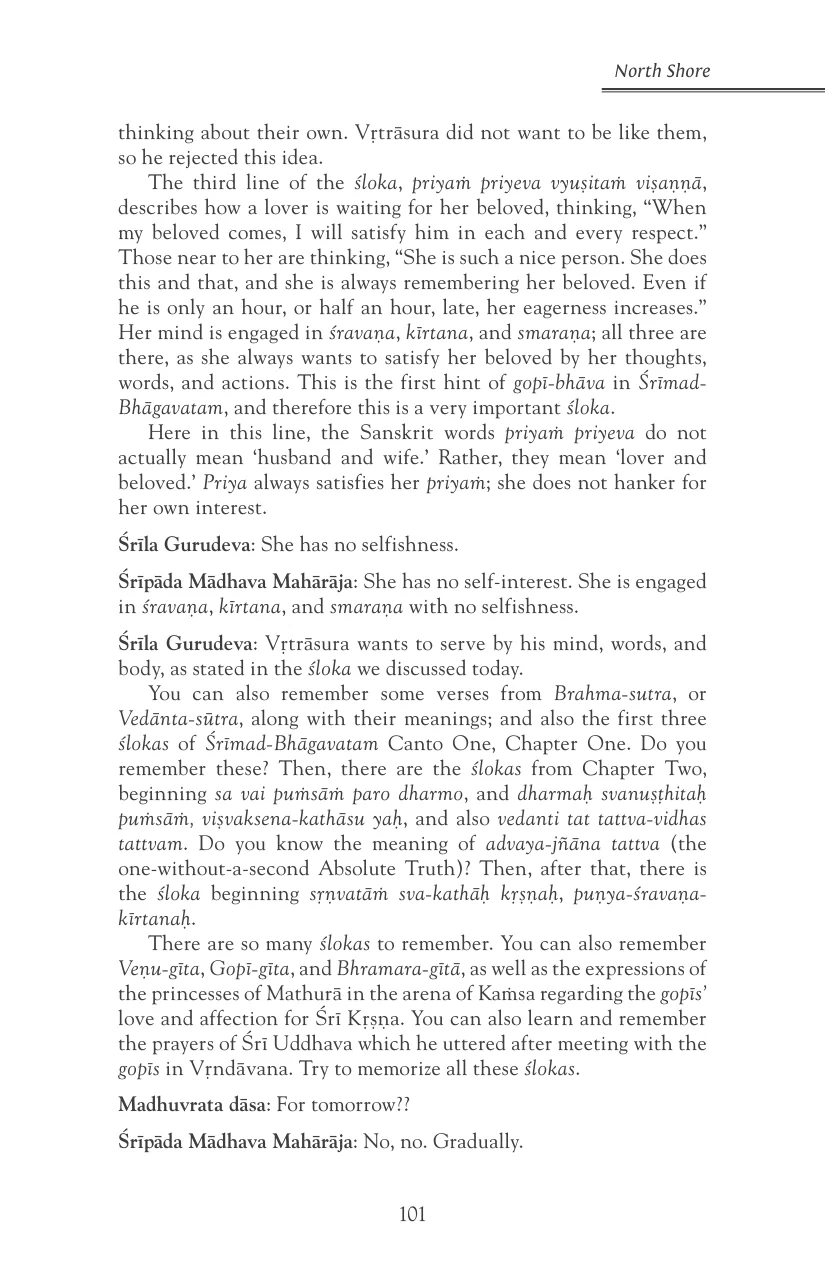 North Shore
thinking about their own. Vṛtrāsura did not want to be like them,
so he rejected this idea.
The third line of the śloka, priyaṁ priyeva vyuṣitaṁ viṣaṇṇā,
describes how a lover is waiting for her beloved, thinking, “When
my beloved comes, I will satisfy him in each and every respect.”
Those near to her are thinking, “She is such a nice person. She does
this and that, and she is always remembering her beloved. Even if
he is only an hour, or half an hour, late, her eagerness increases.”
Her mind is engaged in śravaṇa, kīrtana, and smaraṇa; all three are
there, as she always wants to satisfy her beloved by her thoughts,
words, and actions. This is the first hint of gopī-bhāva in Śrīmad-
Bhāgavatam, and therefore this is a very important śloka.
Here in this line, the Sanskrit words priyaṁ priyeva do not
actually mean ‘husband and wife.’ Rather, they mean ‘lover and
beloved.’ Priya always satisfies her priyaṁ; she does not hanker for
her own interest.
Śrīla Gurudeva: She has no selfishness.
Śrīpāda Mādhava Mahārāja: She has no self-interest. She is engaged
in śravaṇa, kīrtana, and smaraṇa with no selfishness.
Śrīla Gurudeva: Vṛtrāsura wants to serve by his mind, words, and
body, as stated in the śloka we discussed today.
You can also remember some verses from Brahma-sutra, or
Vedānta-sūtra, along with their meanings; and also the first three
ślokas of Śrīmad-Bhāgavatam Canto One, Chapter One. Do you
remember these? Then, there are the ślokas from Chapter Two,
beginning sa vai puṁsāṁ paro dharmo, and dharmaḥ svanuṣṭhitaḥ
puṁsāṁ, viṣvaksena-kathāsu yaḥ, and also vedanti tat tattva-vidhas
tattvam. Do you know the meaning of advaya-jñāna tattva (the
one-without-a-second Absolute Truth)? Then, after that, there is
the śloka beginning sṛṇvatāṁ sva-kathāḥ kṛṣṇaḥ, puṇya-śravaṇa-
kīrtanaḥ.
There are so many ślokas to remember. You can also remember
Veṇu-gīta, Gopī-gīta, and Bhramara-gītā, as well as the expressions of
the princesses of Mathurā in the arena of Kaṁsa regarding the gopīs’
love and affection for Śrī Kṛṣṇa. You can also learn and remember
the prayers of Śrī Uddhava which he uttered after meeting with the
gopīs in Vṛndāvana. Try to memorize all these ślokas.
Madhuvrata dāsa: For tomorrow??
Śrīpāda Mādhava Mahārāja: No, no. Gradually.
101